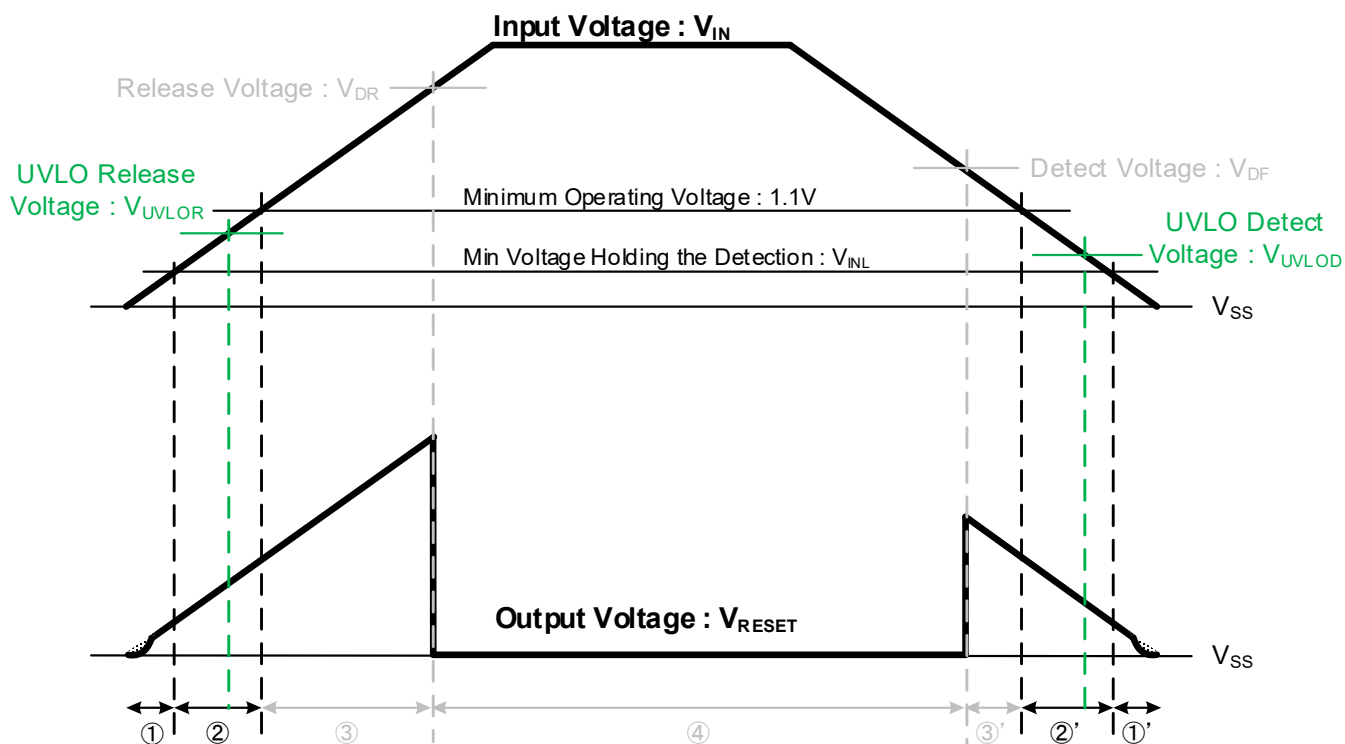 Input Voltage : VIN
Release Voltage : VDR
UVLO Release
Voltage : VUVLOR
Minimum Operating Voltage : 1.1V
Detect Voltage : VDF
UVLO Detect
Voltage : VUVLOD
Min Voltage Holding the Detection : VINL
VSS
Output Voltage : VRESET
VSS
① ② ③ ④ ③’ ②’ ①’